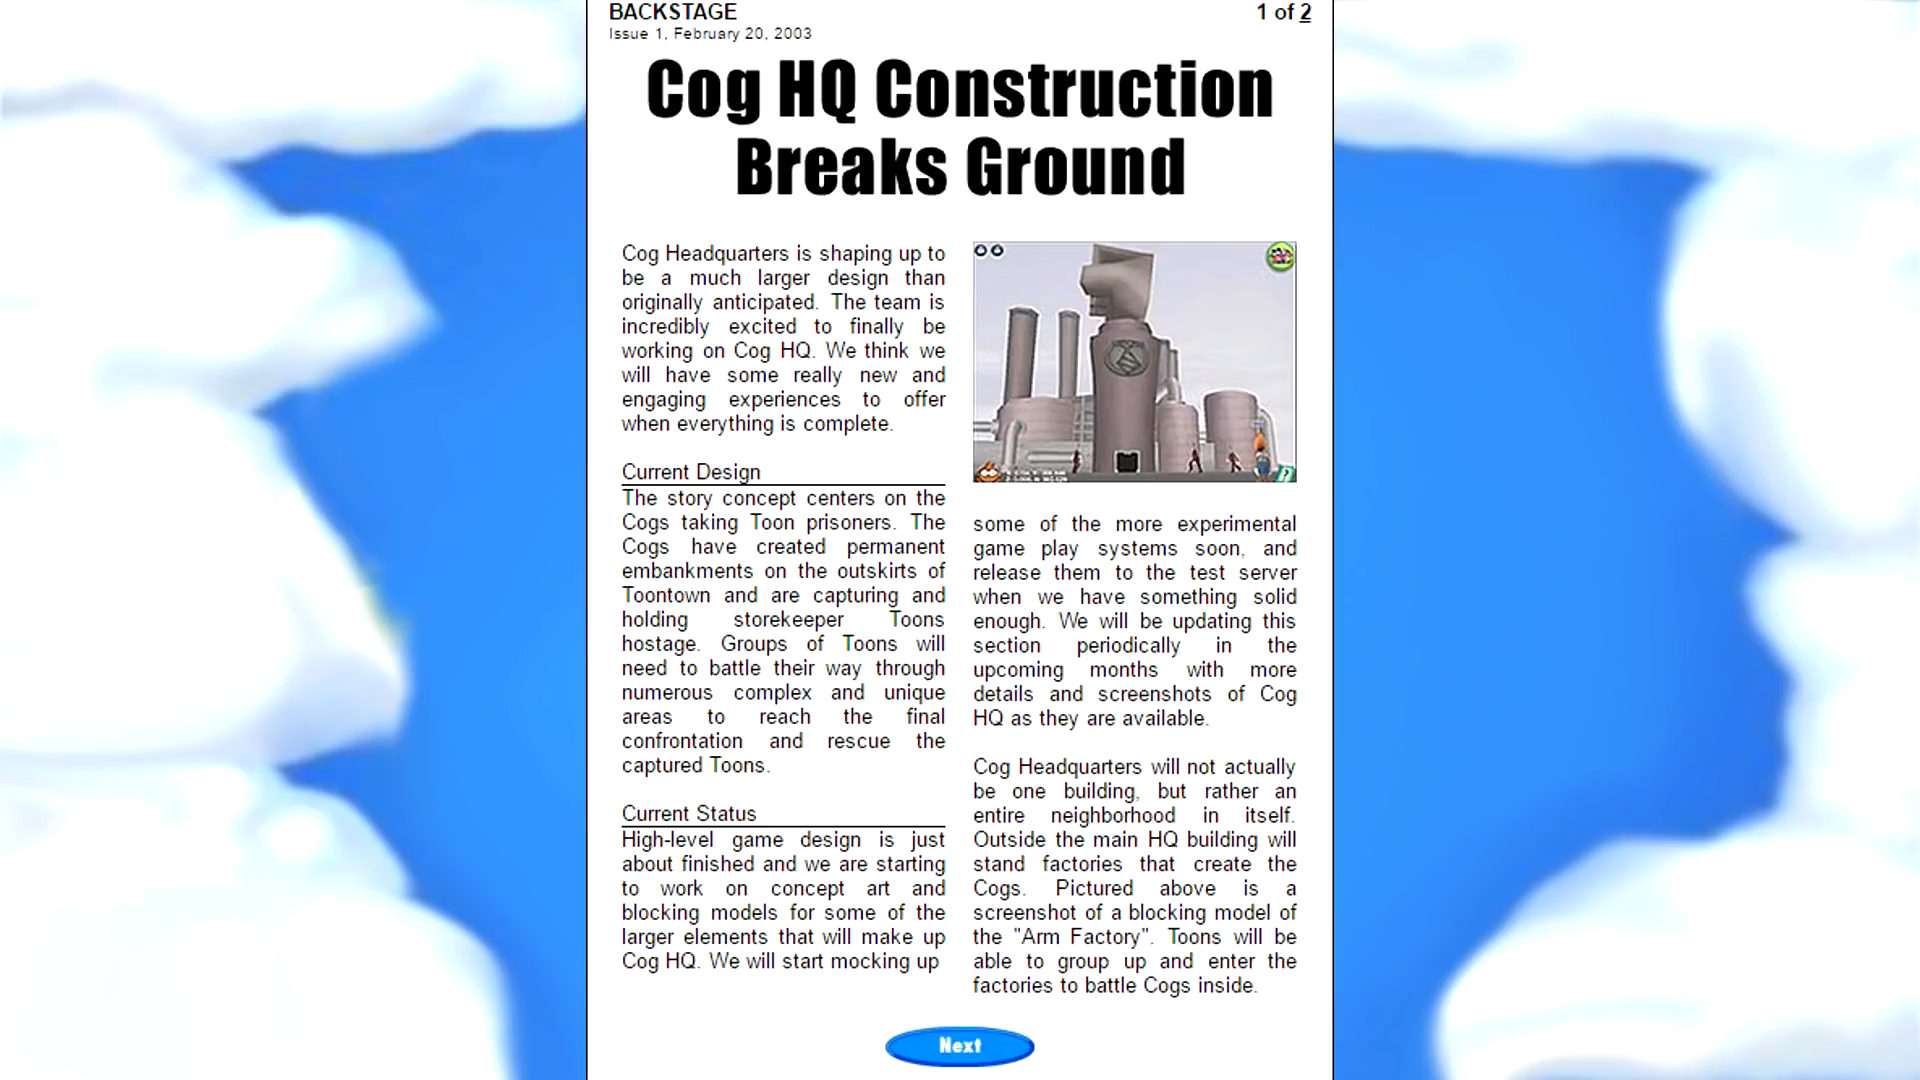 BACKSTAGE
1 of 2
Issue 1, February 20, 2003
Cog HQ Construction
Breaks Ground
Cog Headquarters is shaping up to
be a much larger design than
originally anticipated. The team is
incredibly excited to finally be
working on Cog HQ. We think we
will have some really new and
engaging experiences to offer
when everything is complete.
Current Design
The story concept centers on the
Cogs taking Toon prisoners. The
Cogs have created permanent
embankments on the outskirts of
Toontown and are capturing and
holding storekeeper Toons
hostage. Groups of Toons will
need to battle their way through
numerous complex and unique
areas to reach the final
confrontation and rescue the
captured Toons.
Current Status
High-level game design is just
about finished and we are starting
to work on concept art and
blocking models for some of the
larger elements that will make up
Cog HQ. We will start mocking up
some of the more experimental
game play systems soon, and
release them to the test server
when we have something solid
enough. We will be updating this
section periodically in the
upcoming months with more
details and screenshots of Cog
HQ as they are available.
Cog Headquarters will not actually
be one building, but rather an
entire neighborhood in itself.
Outside the main HQ building will
stand factories that create the
Cogs. Pictured above is a
screenshot of a blocking model of
the "Arm Factory". Toons will be
able to group up and enter the
factories to battle Cogs inside.
Next